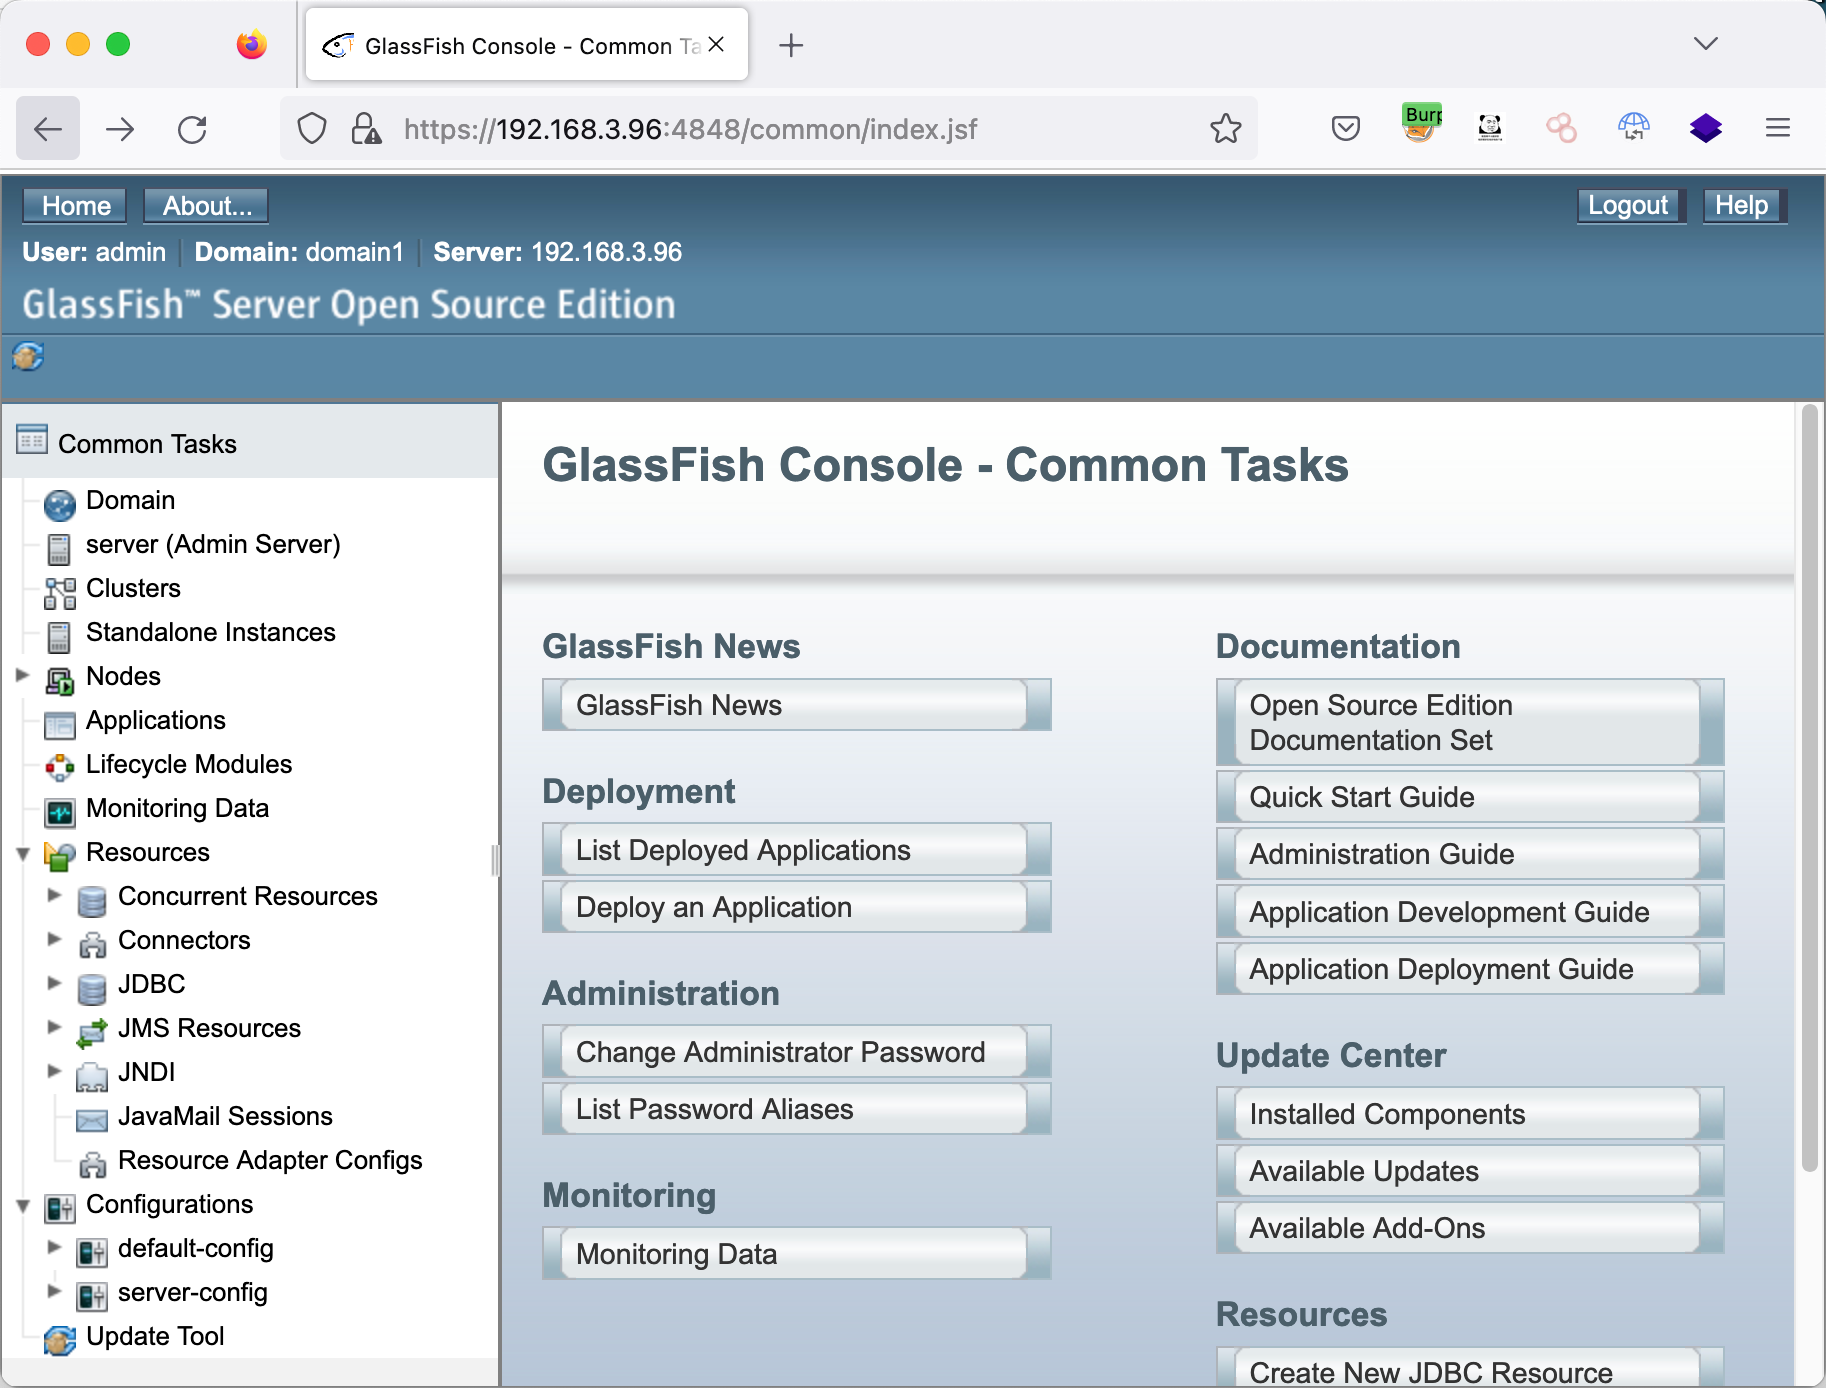 GlassFish Console - Common Ta
https://192.168.3.96:4848/common/index.jsf
Burp
Home
About...
Logout
Help
User: admin
Domain: domain1
Server: 192.168.3.96
GlassFish™ Server Open Source Edition
Common Tasks
Domain
server (Admin Server)
Clusters
Standalone Instances
Nodes
Applications
Lifecycle Modules
Monitoring Data
Resources
Concurrent Resources
Connectors
JDBC
JMS Resources
JNDI
JavaMail Sessions
Resource Adapter Configs
Configurations
default-config
server-config
Update Tool
GlassFish Console - Common Tasks
GlassFish News
GlassFish News
Deployment
List Deployed Applications
Deploy an Application
Administration
Change Administrator Password
List Password Aliases
Monitoring
Monitoring Data
Documentation
Open Source Edition
Documentation Set
Quick Start Guide
Administration Guide
Application Development Guide
Application Deployment Guide
Update Center
Installed Components
Available Updates
Available Add-Ons
Resources
Create New JDBC Resource